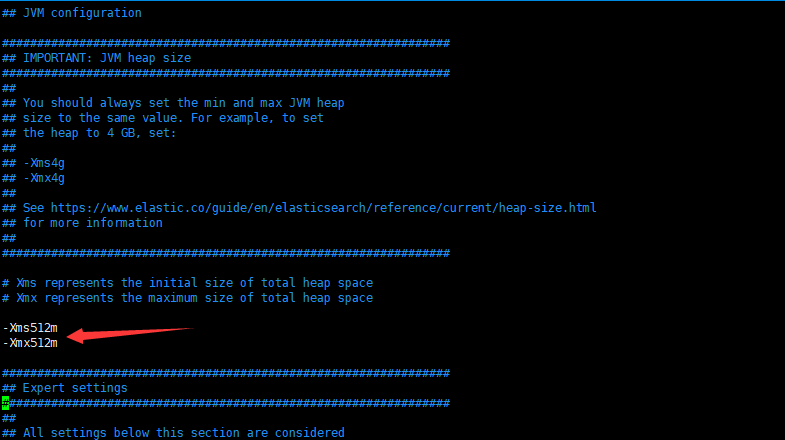 ## JVM configuration
################################################################
## IMPORTANT: JVM heap size
################################################################
##
## You should always set the min and max JVM heap
## size to the same value. For example, to set
## the heap to 4 GB, set:
##
## -Xms4g
## -Xmx4g
##
## See https://www.elastic.co/guide/en/elasticsearch/reference/current/heap-size.html
## for more information
##
################################################################
# Xms represents the initial size of total heap space
# Xmx represents the maximum size of total heap space
-Xms512m
-Xmx512m
################################################################
## Expert settings
################################################################
##
## All settings below this section are considered